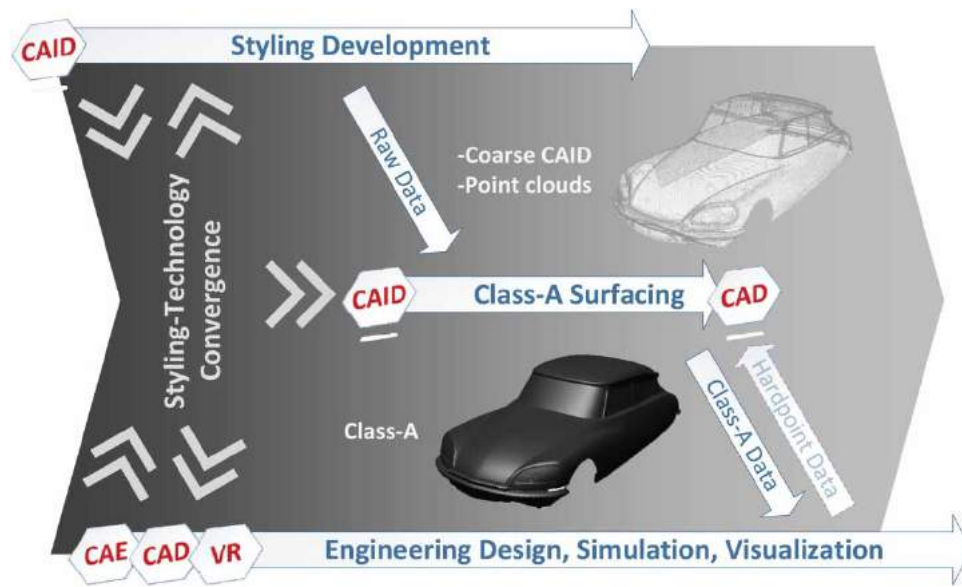 CAID
Styling Development
Raw Data
-Coarse CAID
-Point clouds
Styling-Technology
Convergence
CAID
Class-A Surfacing
CAD
Class-A
Class-A Data
Hardpoint Data
CAE
CAD
VR
Engineering Design, Simulation, Visualization